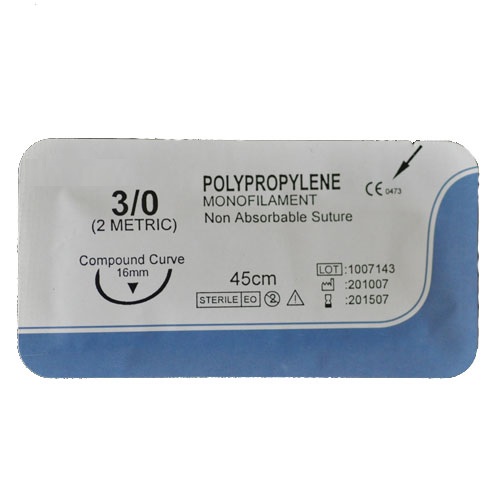 3/0
(2 METRIC)
Compound Curve
16mm
POLYPROPYLENE
MONOFILAMENT
Non Absorbable Suture
CE 0473
45cm
STERILE EO
2
LOT :1007143
:201007
:201507